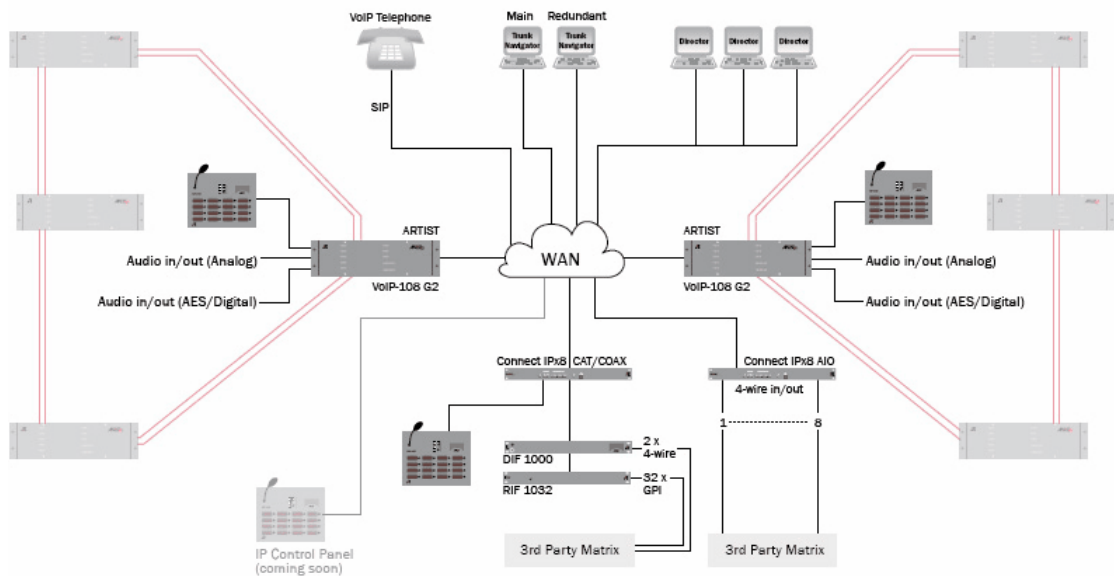 VoIP Telephone
Main
Redundant
Trunk
Navigator
Trunk
Navigator
Director
Director
Director
SIP
ARTIST
WAN
ARTIST
Audio in/out (Analog)
VoIP-108 G2
Audio in/out (AES/Digital)
VoIP-108 G2
Audio in/out (Analog)
Audio in/out (AES/Digital)
Connect IPx8 CAT/COAX
Connect IPx8 AIO
4-wire in/out
1
8
DIF 1000
2 x
4-wire
RIF 1032
32 x
GPI
IP Control Panel
(coming soon)
3rd Party Matrix
3rd Party Matrix